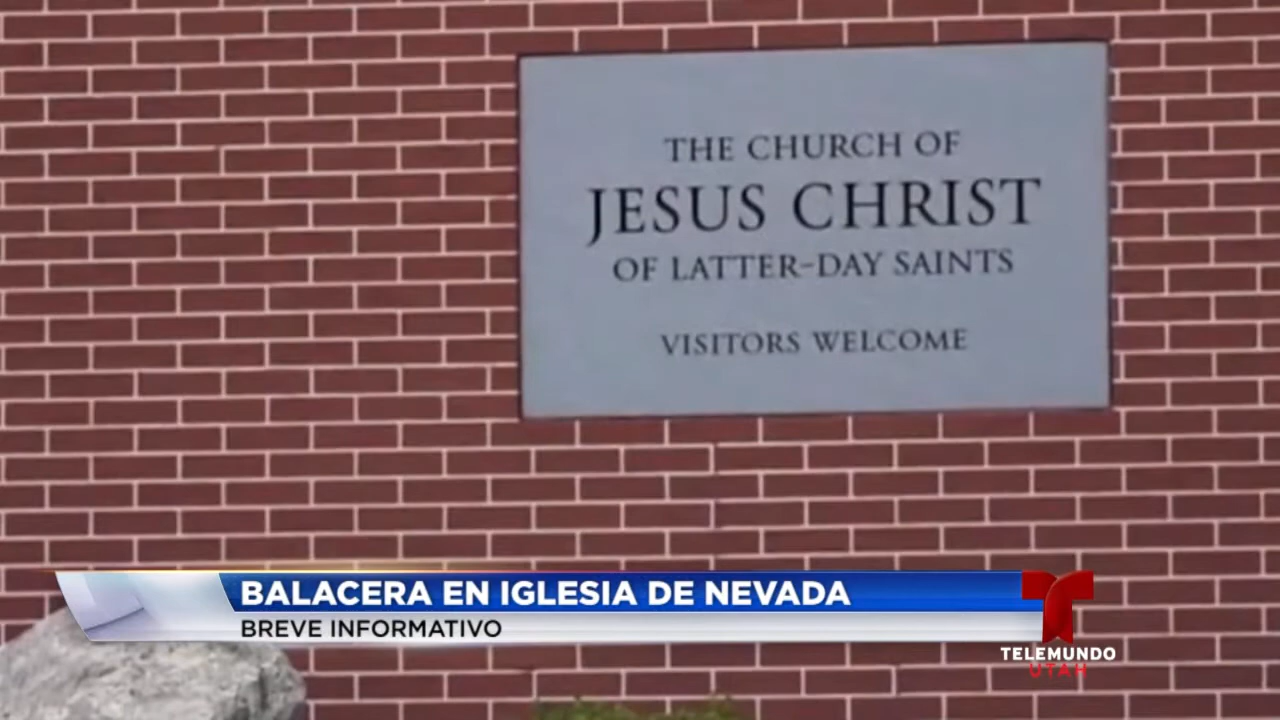 THE CHURCH OF
JESUS CHRIST
OF LATTER-DAY SAINTS
VISITORS WELCOME
BALACERA EN IGLESIA DE NEVADA
BREVE INFORMATIVO
TELEMUNDO
UTAH